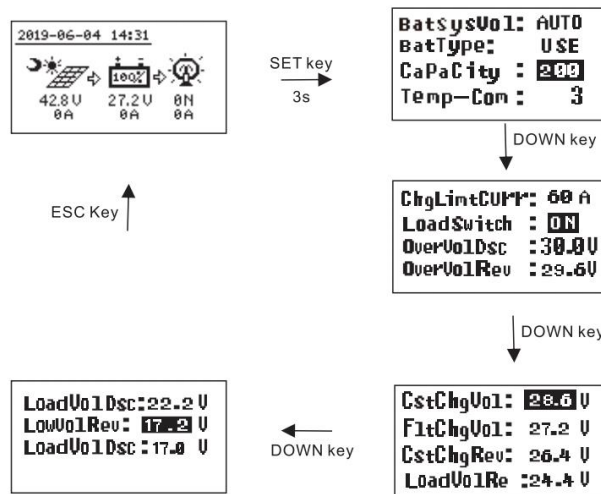 2019-06-04 14:31
100%
42.8V 27.2V 0N
0A 0A 0A
SET key
3s
BatSysVol: AUTO
BatType: USE
CaPaCity : 200
Temp-Com : 3
DOWN key
ChgLimtCUrr: 60 A
LoadSwitch : ON
OverVolDsc :30.0V
OverVolRev :29.6V
DOWN key
CstChgVol: 28.6 V
FltChgVol: 27.2 V
CstChgRev: 26.4 V
LoadVolRe :24.4 V
DOWN key
LoadVolDsc:22.2 V
LowVolRev: 17.2 V
LoadVolDsc:17.0 V
ESC Key